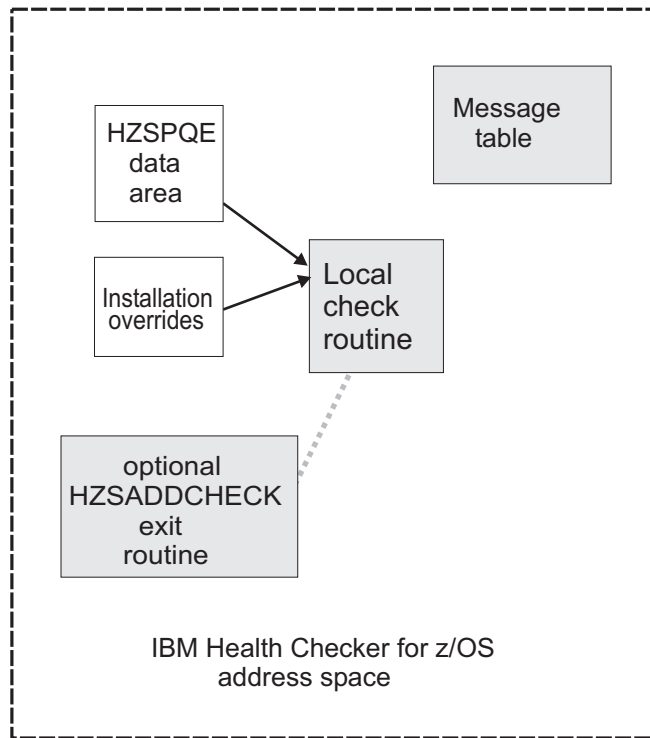 HZSPQE
data
area
Message
table
Installation
overrides
Local
check
routine
optional
HZSADDCHECK
exit
routine
IBM Health Checker for z/OS
address space